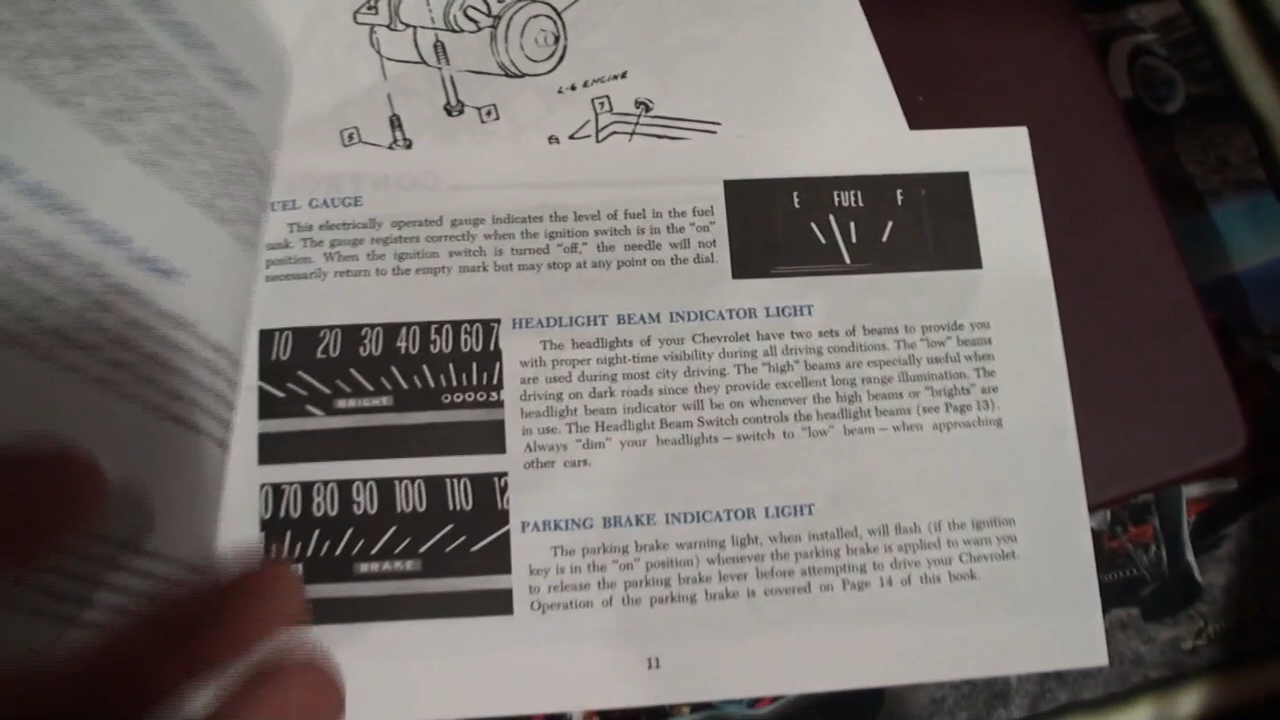 L-6 ENGINE
7
4
5
UEL GAUGE
This electrically operated gauge indicates the level of fuel in the fuel
tank. The gauge registers correctly when the ignition switch is in the "on"
position. When the ignition switch is turned "off," the needle will not
necessarily return to the empty mark but may stop at any point on the dial.
E FUEL F
10 20 30 40 50 60 7
BRIGHT 00003
HEADLIGHT BEAM INDICATOR LIGHT
The headlights of your Chevrolet have two sets of beams to provide you
with proper night-time visibility during all driving conditions. The "low" beams
are used during most city driving. The "high" beams are especially useful when
driving on dark roads since they provide excellent long range illumination. The
headlight beam indicator will be on whenever the high beams or "brights" are
in use. The Headlight Beam Switch controls the headlight beams (see Page 13).
Always "dim" your headlights – switch to "low" beam – when approaching
other cars.
0 70 80 90 100 110 12
BRAKE
PARKING BRAKE INDICATOR LIGHT
The parking brake warning light, when installed, will flash (if the ignition
key is in the "on" position) whenever the parking brake is applied to warn you
to release the parking brake lever before attempting to drive your Chevrolet.
Operation of the parking brake is covered on Page 14 of this book.
11